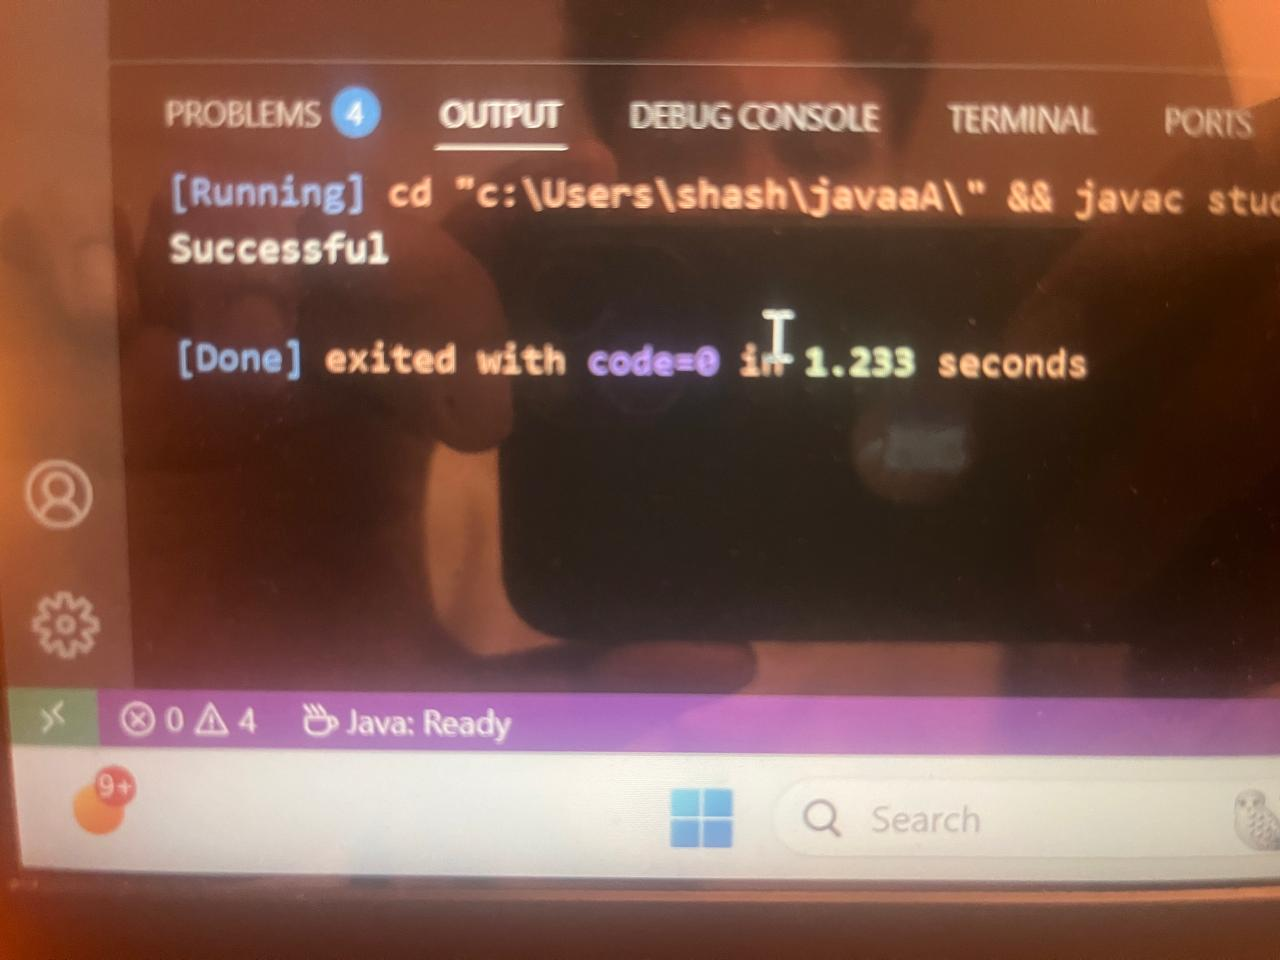 PROBLEMS 4 OUTPUT DEBUG CONSOLE TERMINAL PORTS
[Running] cd "c:\Users\shash\javaaA\" && javac
Successful
[Done] exited with code=0 in 1.233 seconds
0 4 Java: Ready
9+ Search